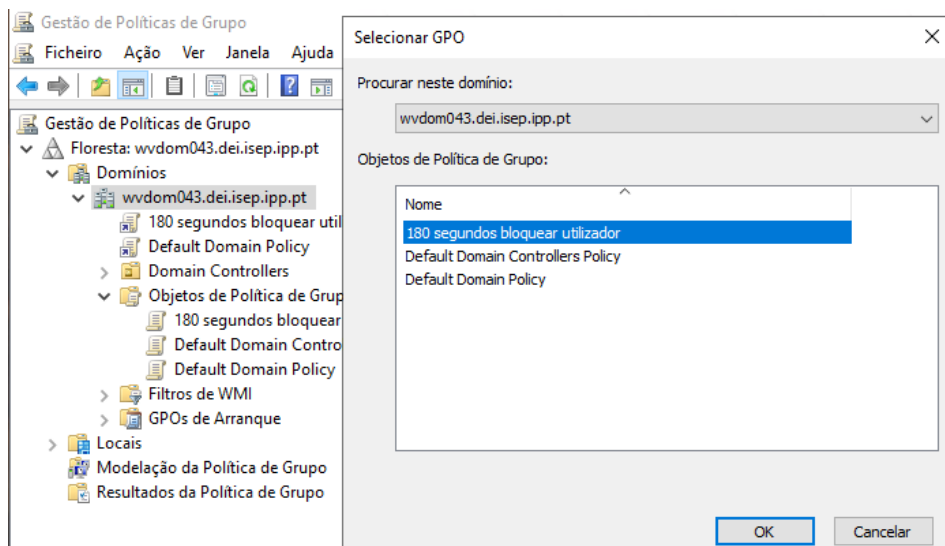 Gestão de Políticas de Grupo
Ficheiro Ação Ver Janela Ajuda
Gestão de Políticas de Grupo
Floresta: wvdom043.dei.isep.ipp.pt
Domínios
wvdom043.dei.isep.ipp.pt
180 segundos bloquear util
Default Domain Policy
Domain Controllers
Objetos de Política de Grup
180 segundos bloquear
Default Domain Contro
Default Domain Policy
Filtros de WMI
GPOs de Arranque
Locais
Modelação da Política de Grupo
Resultados da Política de Grupo
Selecionar GPO
Procurar neste domínio:
wvdom043.dei.isep.ipp.pt
Objetos de Política de Grupo:
Nome
180 segundos bloquear utilizador
Default Domain Controllers Policy
Default Domain Policy
OK Cancelar